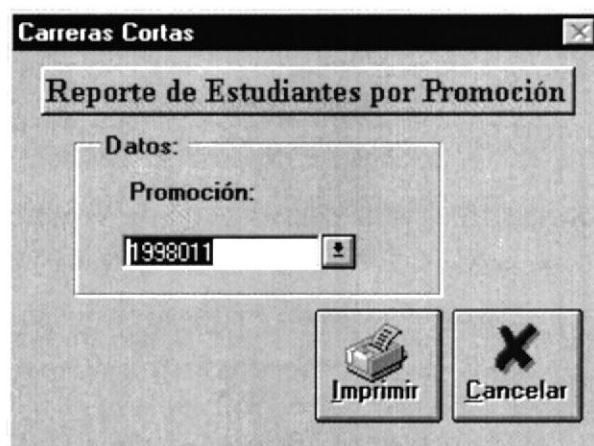 Carreras Cortas
Reporte de Estudiantes por Promoción
Datos:
Promoción:
1998011
Imprimir
Cancelar